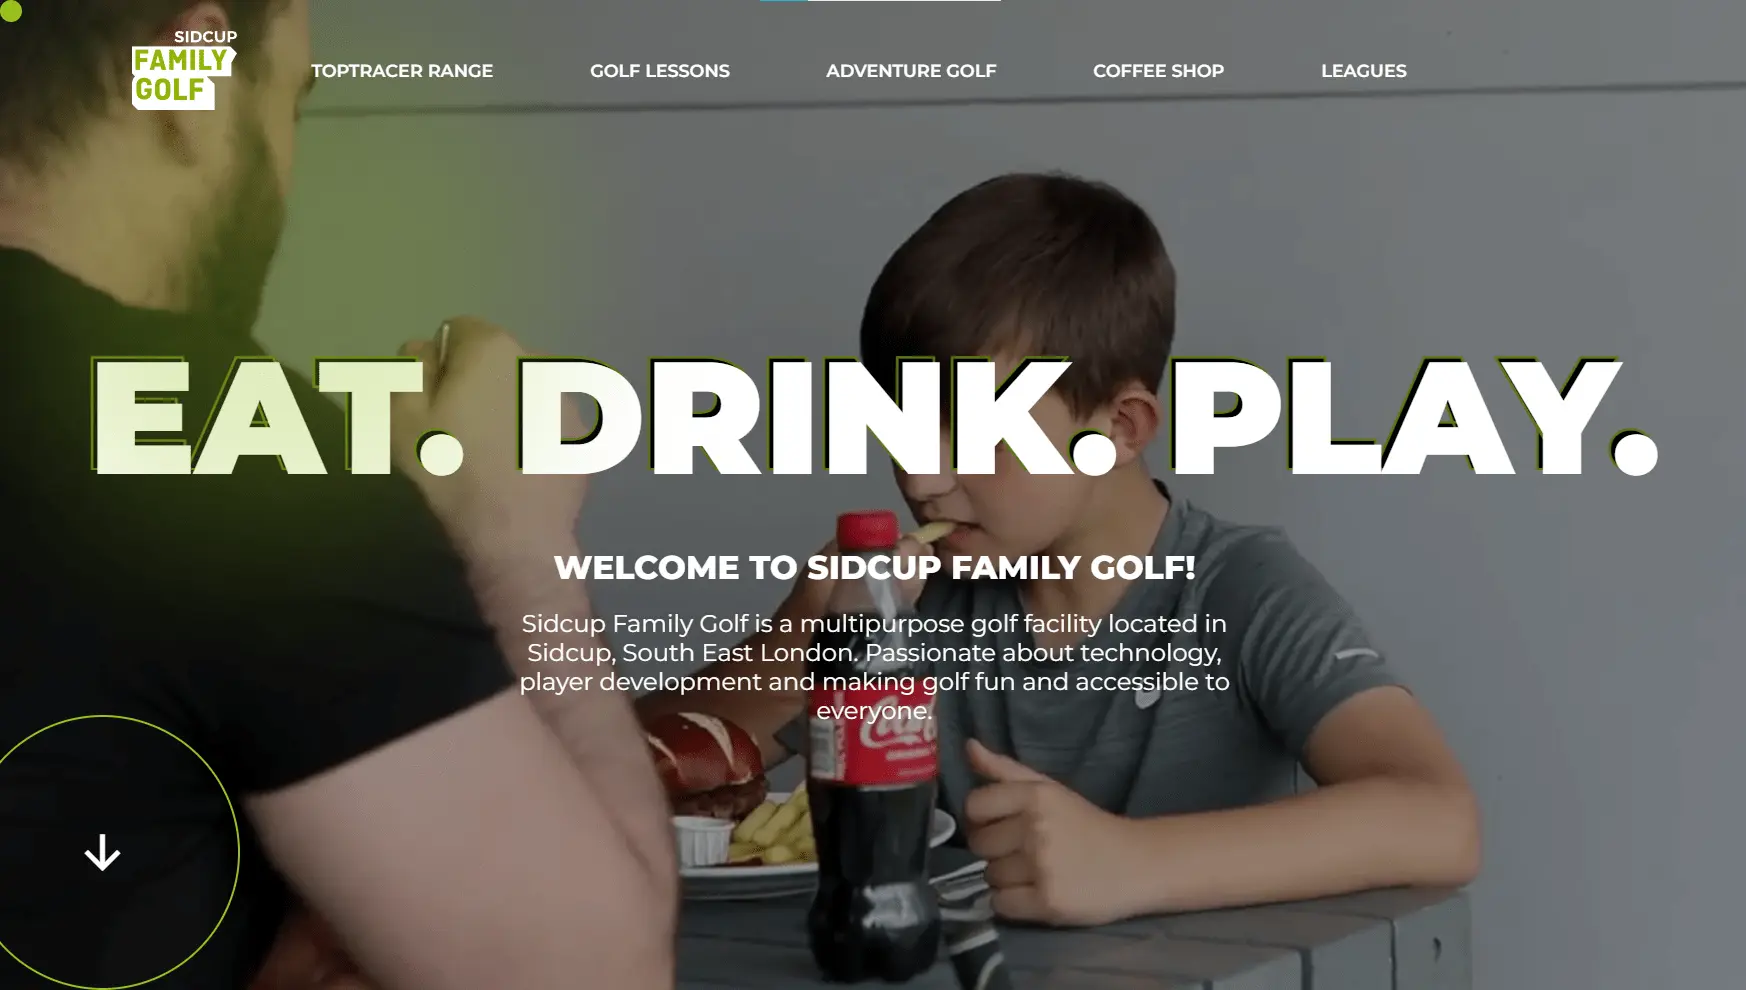 SIDCUP
FAMILY
GOLF
TOPTRACER RANGE
GOLF LESSONS
ADVENTURE GOLF
COFFEE SHOP
LEAGUES
EAT. DRINK. PLAY.
WELCOME TO SIDCUP FAMILY GOLF!
Sidcup Family Golf is a multipurpose golf facility located in
Sidcup, South East London. Passionate about technology,
player development and making golf fun and accessible to
everyone.